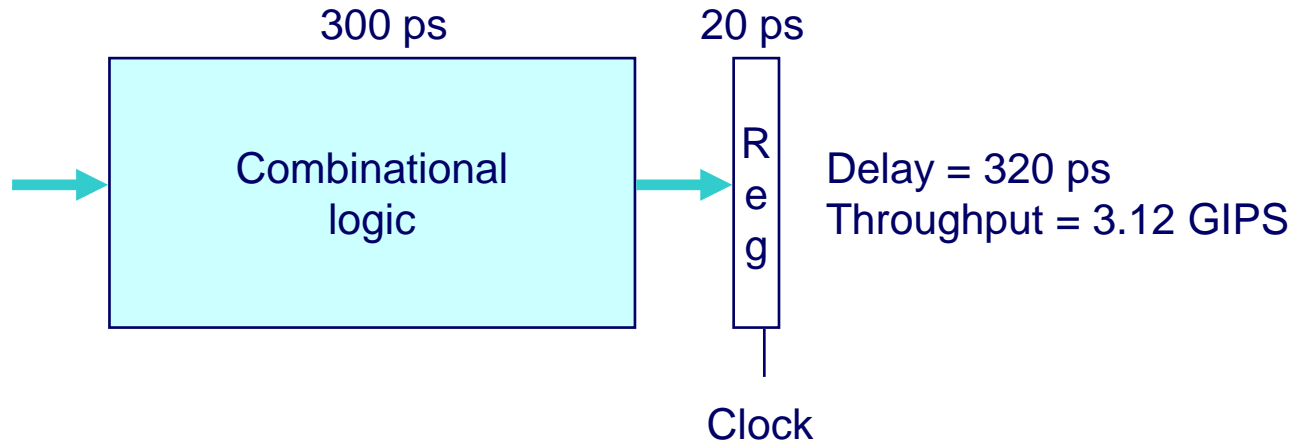 300 ps
20 ps
Combinational
logic
R
e
g
Delay = 320 ps
Throughput = 3.12 GIPS
Clock